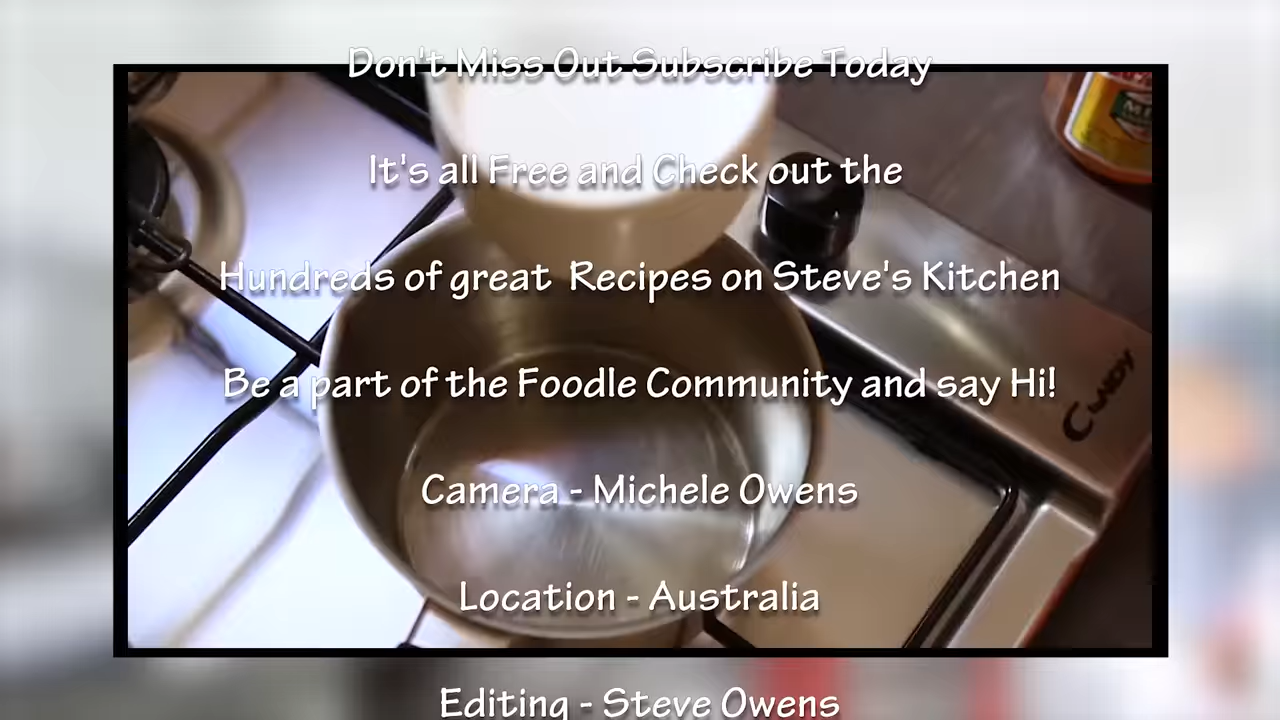 Don't Miss Out Subscribe Today
It's all Free and Check out the
Hundreds of great Recipes on Steve's Kitchen
Be a part of the Foodle Community and say Hi!
Camera - Michele Owens
Location - Australia
Editing - Steve Owens
Candy